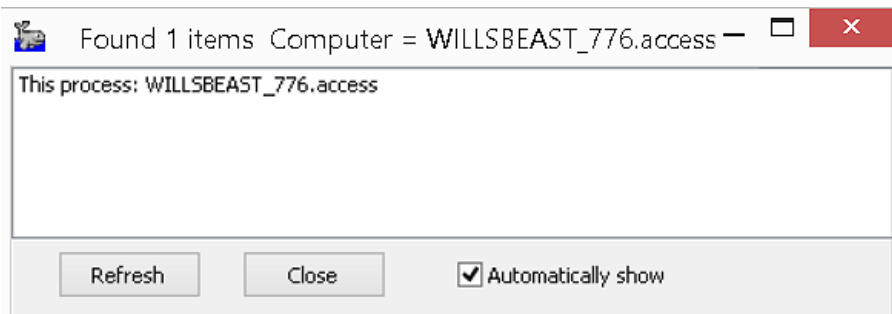 Found 1 items Computer = WILLSBEAST_776.access
This process: WILLSBEAST_776.access
Refresh
Close
Automatically show